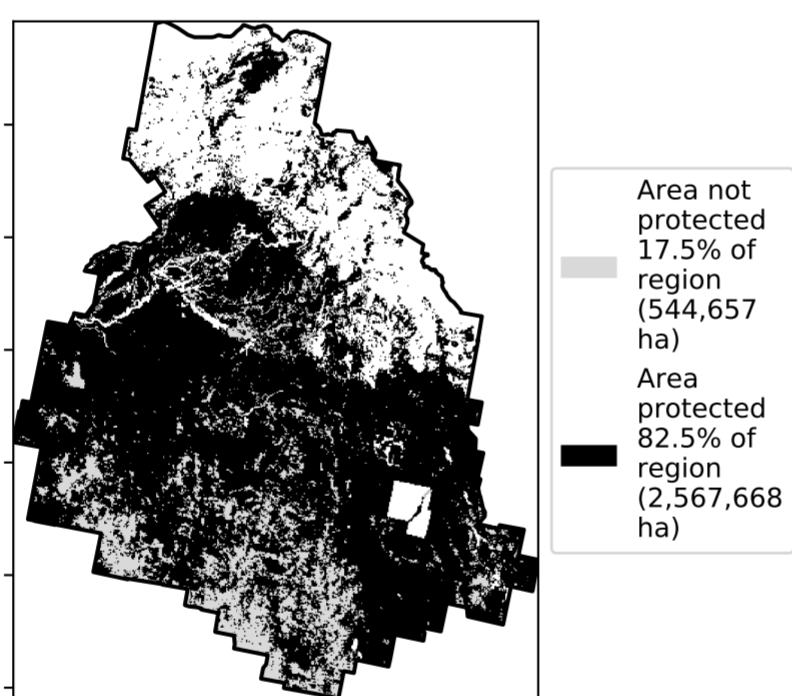 Area not
protected
17.5% of
region
(544,657
ha)
Area
protected
82.5% of
region
(2,567,668
ha)